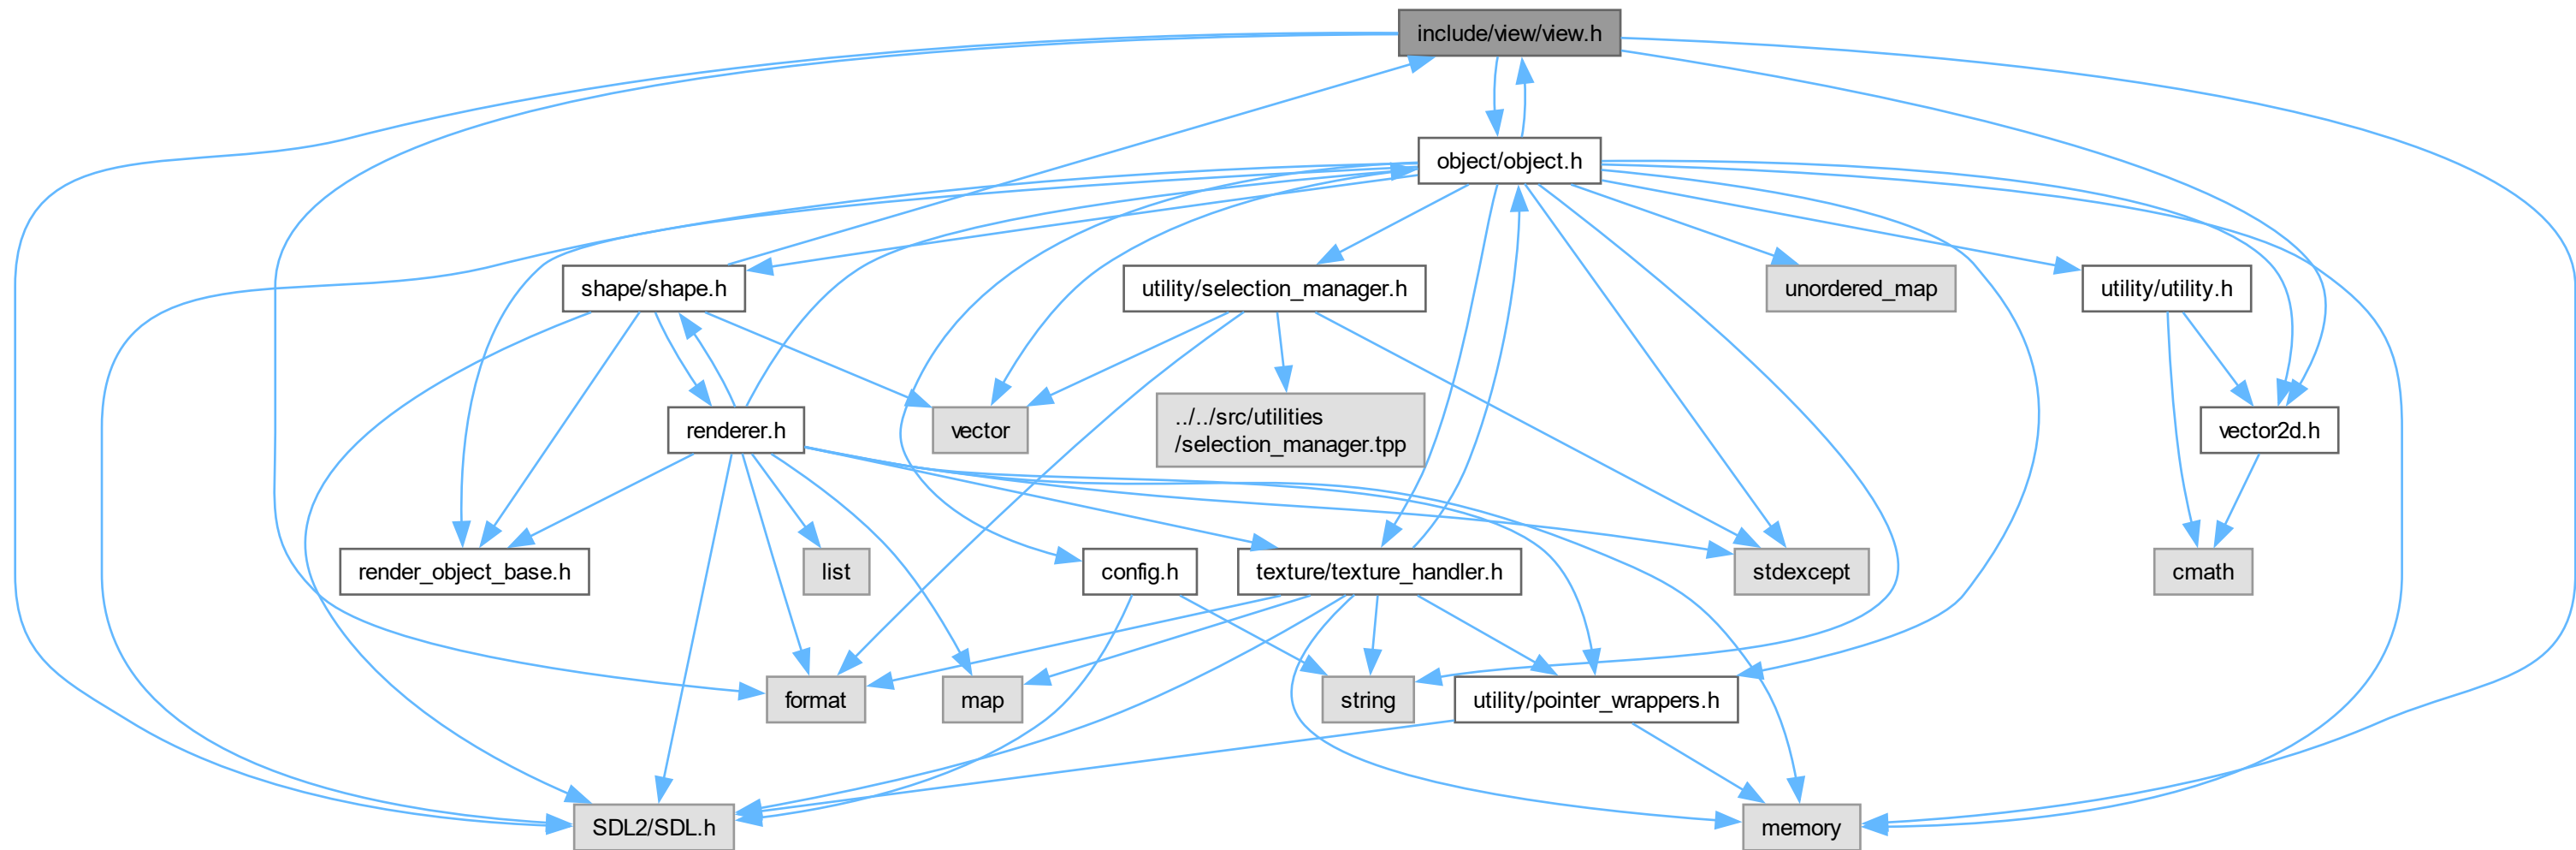 include/view/view.h
object/object.h
shape/shape.h
utility/selection_manager.h
unordered_map
utility/utility.h
renderer.h
vector
../../src/utilities
/selection_manager.tpp
vector2d.h
render_object_base.h
list
config.h
texture/texture_handler.h
stdexcept
cmath
format
map
string
utility/pointer_wrappers.h
SDL2/SDL.h
memory